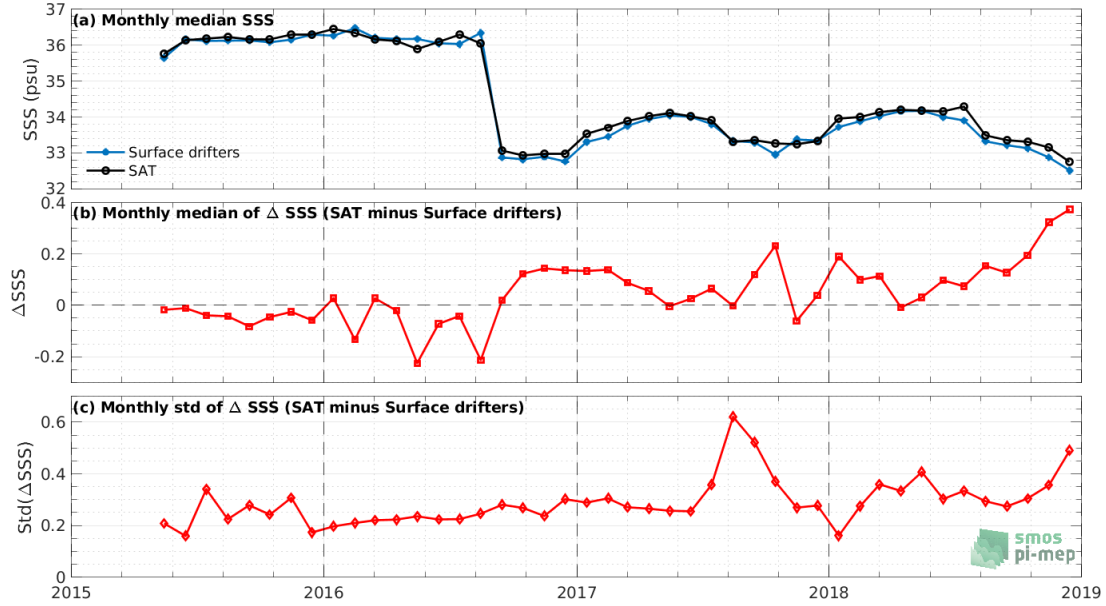 (a) Monthly median SSS
37
36
35
34
33
32
SSS (psu)
Surface drifters
SAT
(b) Monthly median of Δ SSS (SAT minus Surface drifters)
0.4
0.2
0
-0.2
ΔSSS
(c) Monthly std of Δ SSS (SAT minus Surface drifters)
0.6
0.4
0.2
0
Std(ΔSSS)
smos
pi-mep
2015
2016
2017
2018
2019